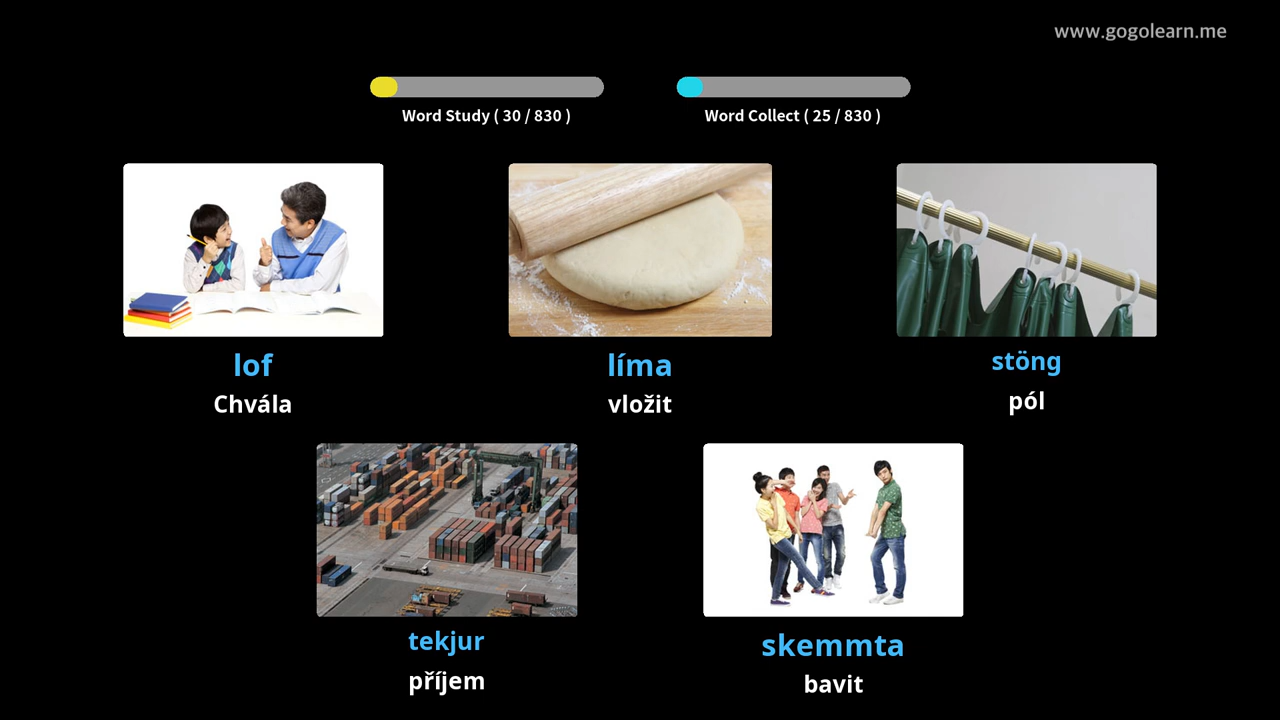 www.gogolearn.me
Word Study ( 30 / 830 )
Word Collect ( 25 / 830 )
lof
Chvála
líma
vložit
stöng
pól
tekjur
příjem
skemmta
bavit